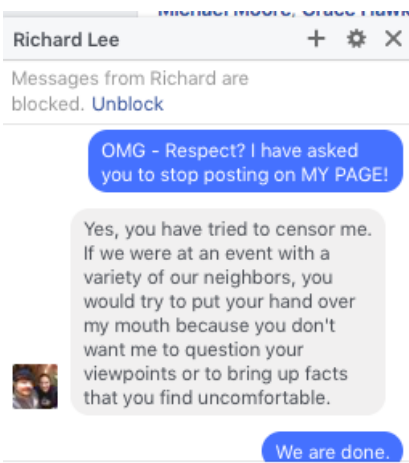 Richard Lee
Messages from Richard are
blocked. Unblock
OMG - Respect? I have asked
you to stop posting on MY PAGE!
Yes, you have tried to censor me.
If we were at an event with a
variety of our neighbors, you
would try to put your hand over
my mouth because you don't
want me to question your
viewpoints or to bring up facts
that you find uncomfortable.
We are done.